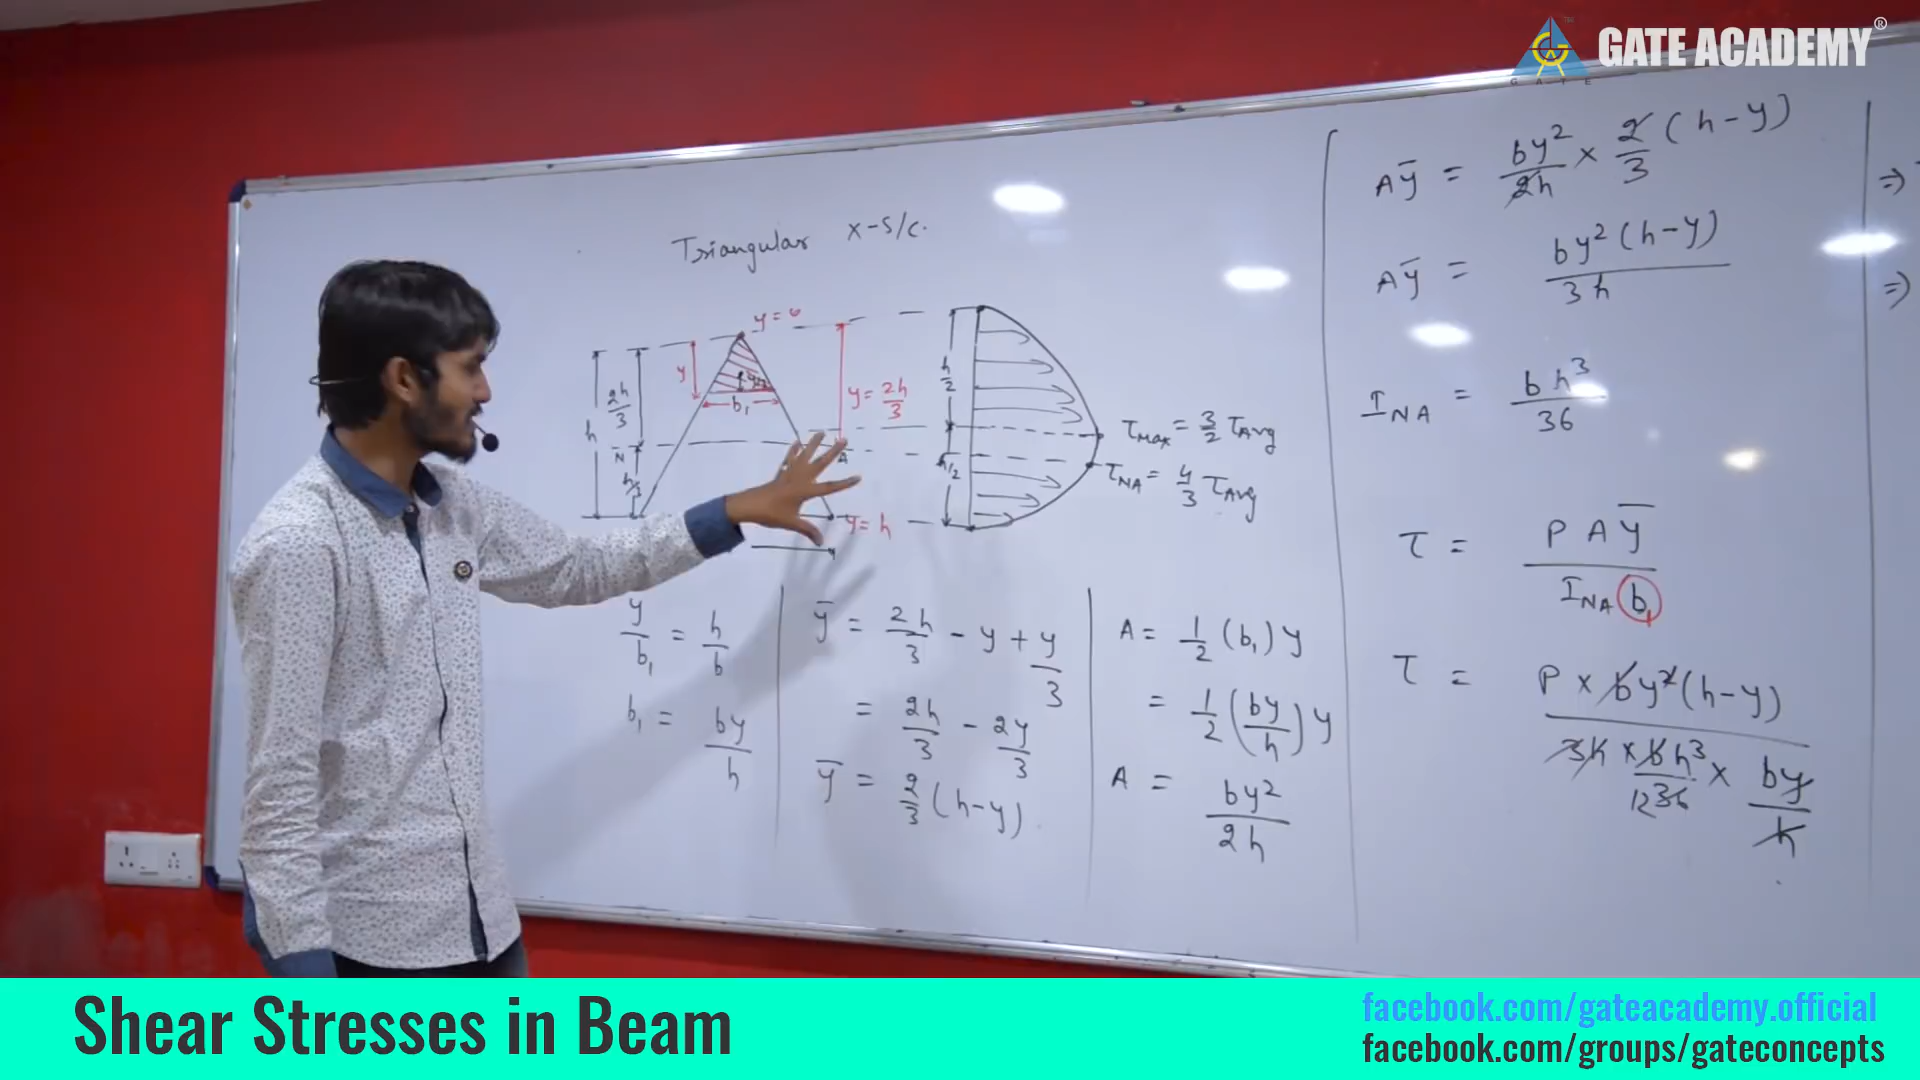 GATE ACADEMY®
GATE
Triangular x-s/c.
y = 0
h
2h/3
y
b₁
y = 2h/3
N
A
h/3
y = h
h/2
h/2
τMax = 3/2 τAvg
τNA = 4/3 τAvg
y/b₁ = h/b
b₁ = by/h
ȳ = 2h/3 - y + y/3
= 2h/3 - 2y/3
ȳ = 2/3 (h-y)
A = 1/2 (b₁) y
= 1/2 (by/h) y
A = by²/2h
Aȳ = by²/2h × 2/3 (h-y)
Aȳ = by²(h-y)/3h
INA = bh³/36
τ = PAȳ/INA b₁
τ = P × by²(h-y)/3h × bh³/36 × by/h
12
⇒
⇒
Shear Stresses in Beam
facebook.com/gateacademy.official
facebook.com/groups/gateconcepts